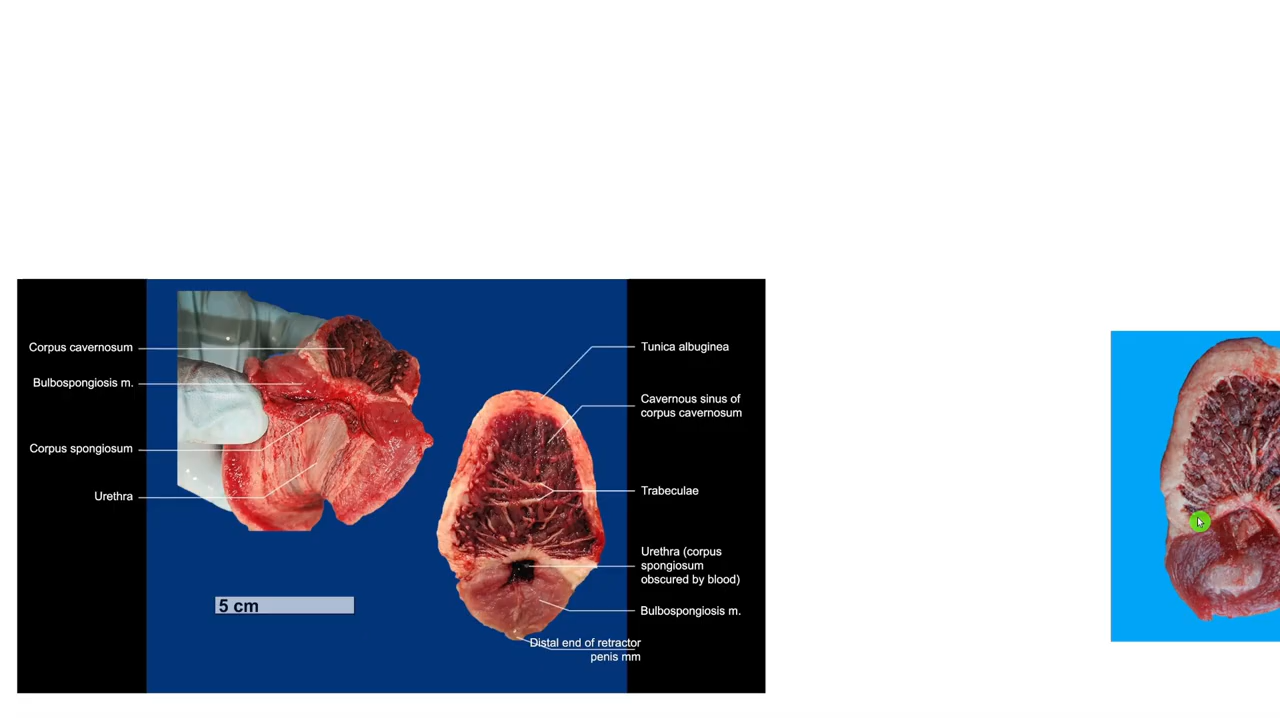 Corpus cavernosum
Bulbospongiosis m.
Corpus spongiosum
Urethra
5 cm
Tunica albuginea
Cavernous sinus of
corpus cavernosum
Trabeculae
Urethra (corpus
spongiosum
obscured by blood)
Bulbospongiosis m.
Distal end of retractor
penis mm